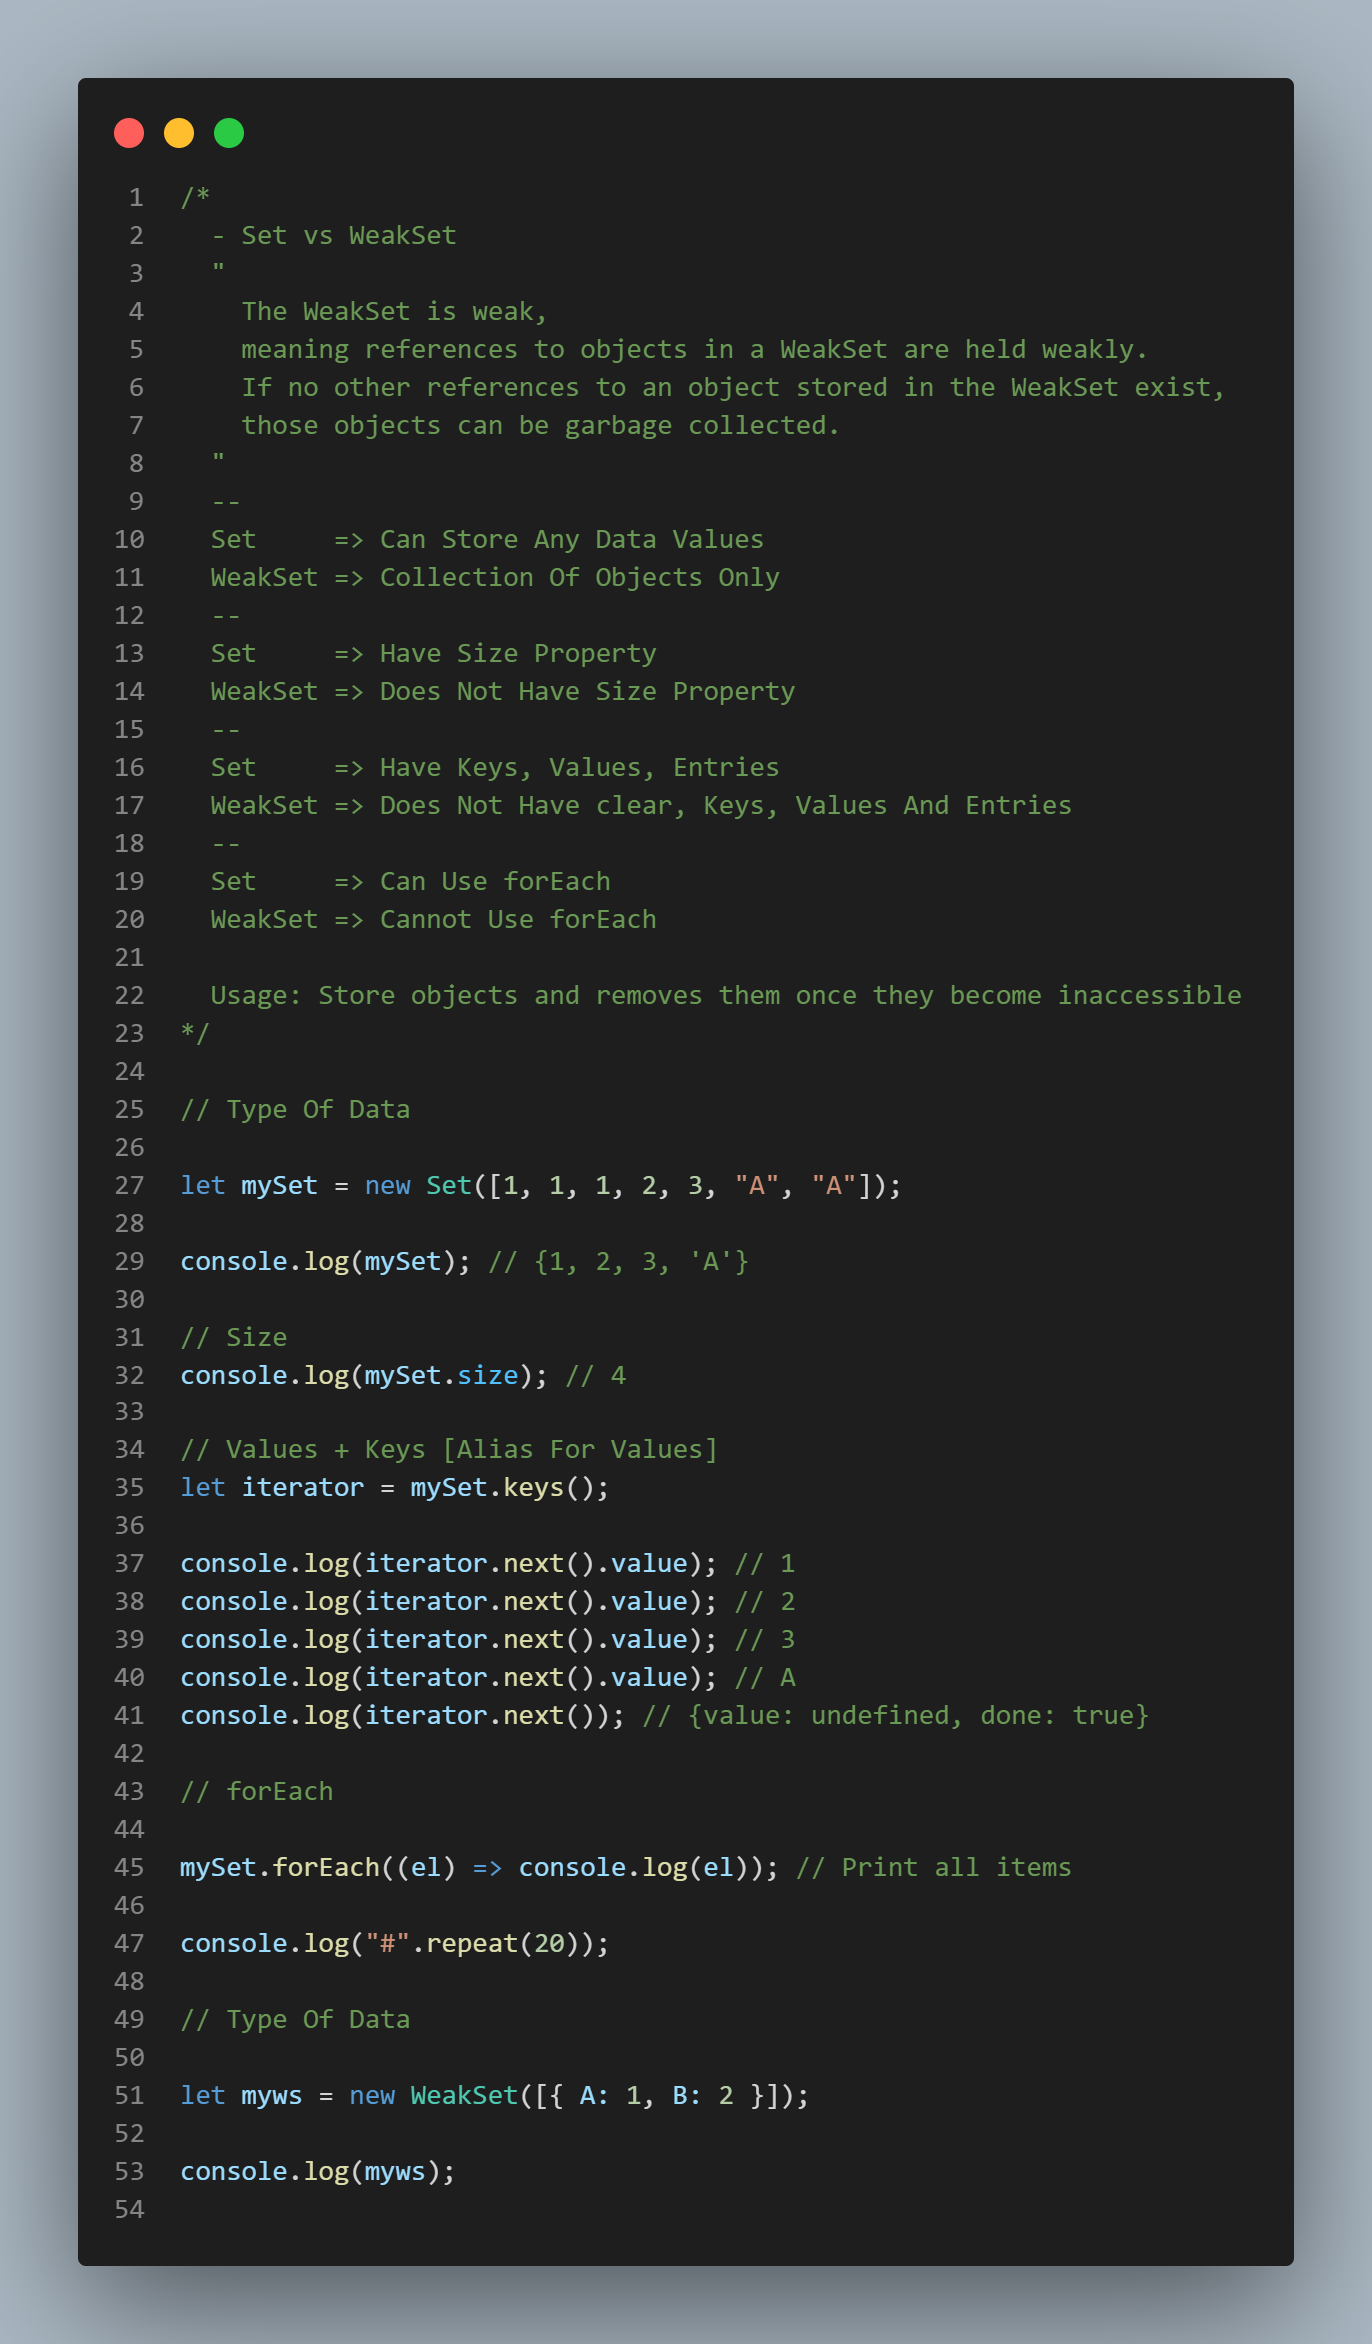 1 /*
2   - Set vs WeakSet
3   "
4     The WeakSet is weak,
5     meaning references to objects in a WeakSet are held weakly.
6     If no other references to an object stored in the WeakSet exist,
7     those objects can be garbage collected.
8   "
9   --
10   Set     => Can Store Any Data Values
11   WeakSet => Collection Of Objects Only
12   --
13   Set     => Have Size Property
14   WeakSet => Does Not Have Size Property
15   --
16   Set     => Have Keys, Values, Entries
17   WeakSet => Does Not Have clear, Keys, Values And Entries
18   --
19   Set     => Can Use forEach
20   WeakSet => Cannot Use forEach
21
22   Usage: Store objects and removes them once they become inaccessible
23 */
24
25 // Type Of Data
26
27 let mySet = new Set([1, 1, 1, 2, 3, "A", "A"]);
28
29 console.log(mySet); // {1, 2, 3, 'A'}
30
31 // Size
32 console.log(mySet.size); // 4
33
34 // Values + Keys [Alias For Values]
35 let iterator = mySet.keys();
36
37 console.log(iterator.next().value); // 1
38 console.log(iterator.next().value); // 2
39 console.log(iterator.next().value); // 3
40 console.log(iterator.next().value); // A
41 console.log(iterator.next()); // {value: undefined, done: true}
42
43 // forEach
44
45 mySet.forEach((el) => console.log(el)); // Print all items
46
47 console.log("#".repeat(20));
48
49 // Type Of Data
50
51 let myws = new WeakSet([{ A: 1, B: 2 }]);
52
53 console.log(myws);
54